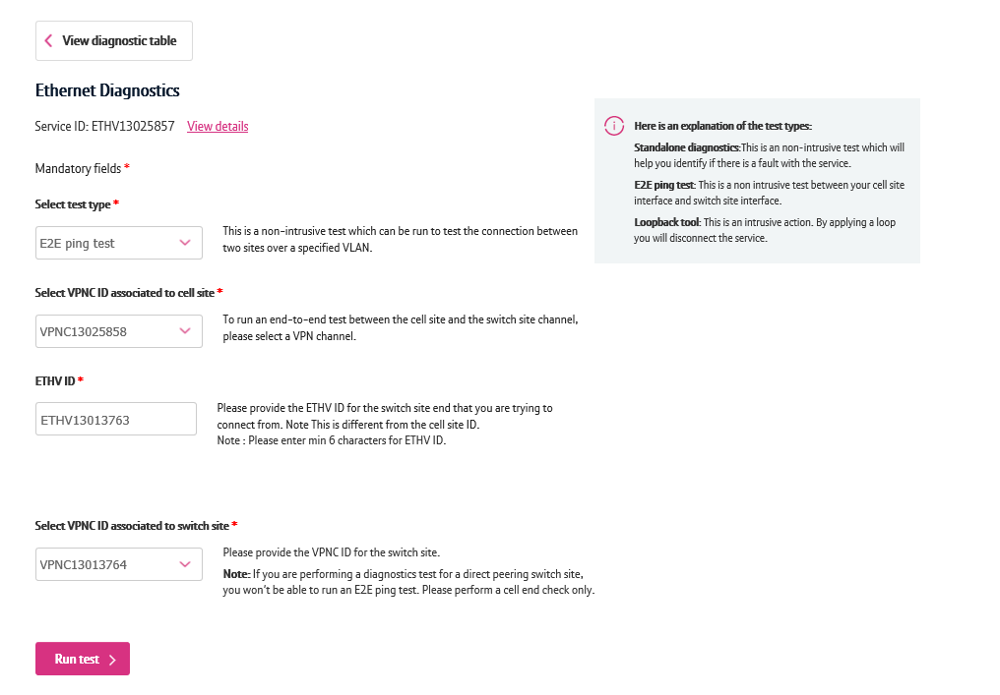 View diagnostic table
Ethernet Diagnostics
Service ID: ETHV13025857 View details
Mandatory fields *
Select test type *
E2E ping test
This is a non-intrusive test which can be run to test the connection between
two sites over a specified VLAN.
Select VPNC ID associated to cell site *
VPNC13025858
To run an end-to-end test between the cell site and the switch site channel,
please select a VPN channel.
ETHV ID *
ETHV13013763
Please provide the ETHV ID for the switch site end that you are trying to
connect from. Note This is different from the cell site ID.
Note : Please enter min 6 characters for ETHV ID.
Select VPNC ID associated to switch site *
VPNC13013764
Please provide the VPNC ID for the switch site.
Note: If you are performing a diagnostics test for a direct peering switch site,
you won't be able to run an E2E ping test. Please perform a cell end check only.
Run test
Here is an explanation of the test types:
Standalone diagnostics:This is an non-intrusive test which will
help you identify if there is a fault with the service.
E2E ping test: This is a non intrusive test between your cell site
interface and switch site interface.
Loopback tool: This is an intrusive action. By applying a loop
you will disconnect the service.